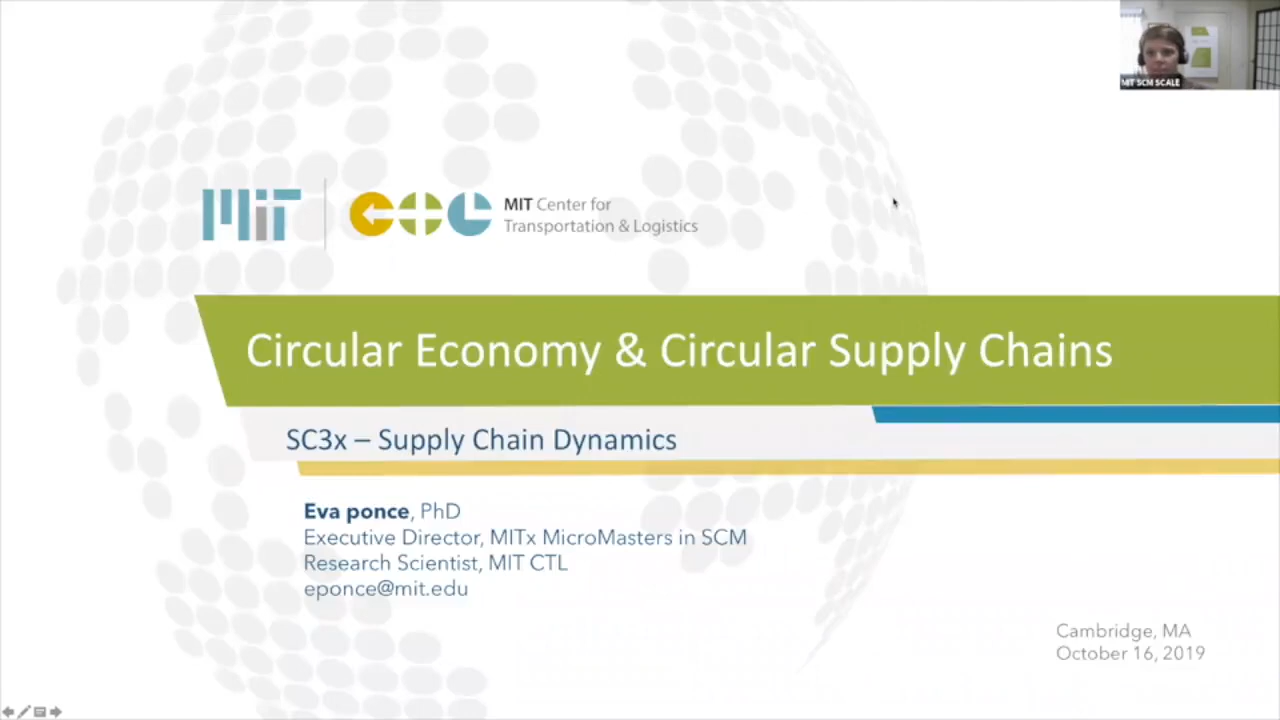 MIT SCM SCALE
MIT
CTL
MIT Center for
Transportation & Logistics
Circular Economy & Circular Supply Chains
SC3x – Supply Chain Dynamics
Eva ponce, PhD
Executive Director, MITx MicroMasters in SCM
Research Scientist, MIT CTL
eponce@mit.edu
Cambridge, MA
October 16, 2019